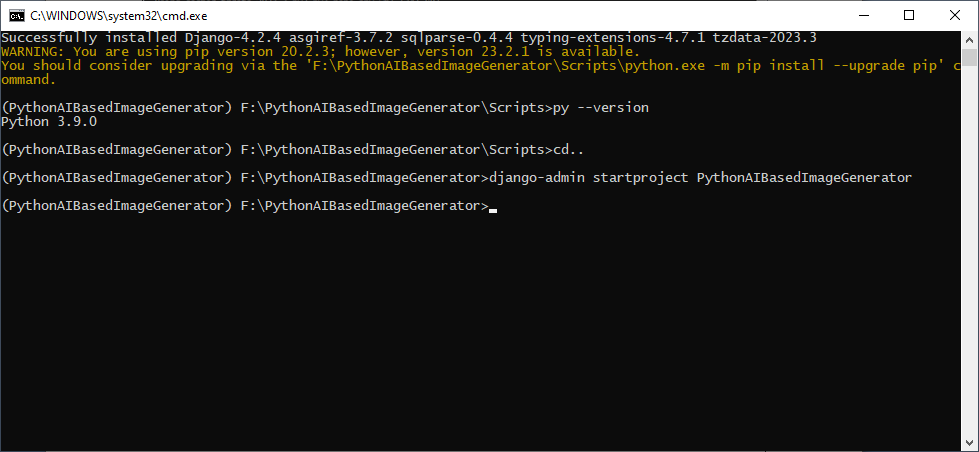 C:\WINDOWS\system32\cmd.exe
Successfully installed Django-4.2.4 asgiref-3.7.2 sqlparse-0.4.4 typing-extensions-4.7.1 tzdata-2023.3
WARNING: You are using pip version 20.2.3; however, version 23.2.1 is available.
You should consider upgrading via the 'F:\PythonAIBasedImageGenerator\Scripts\python.exe -m pip install --upgrade pip' c
ommand.
(PythonAIBasedImageGenerator) F:\PythonAIBasedImageGenerator\Scripts>py --version
Python 3.9.0
(PythonAIBasedImageGenerator) F:\PythonAIBasedImageGenerator\Scripts>cd..
(PythonAIBasedImageGenerator) F:\PythonAIBasedImageGenerator>django-admin startproject PythonAIBasedImageGenerator
(PythonAIBasedImageGenerator) F:\PythonAIBasedImageGenerator>